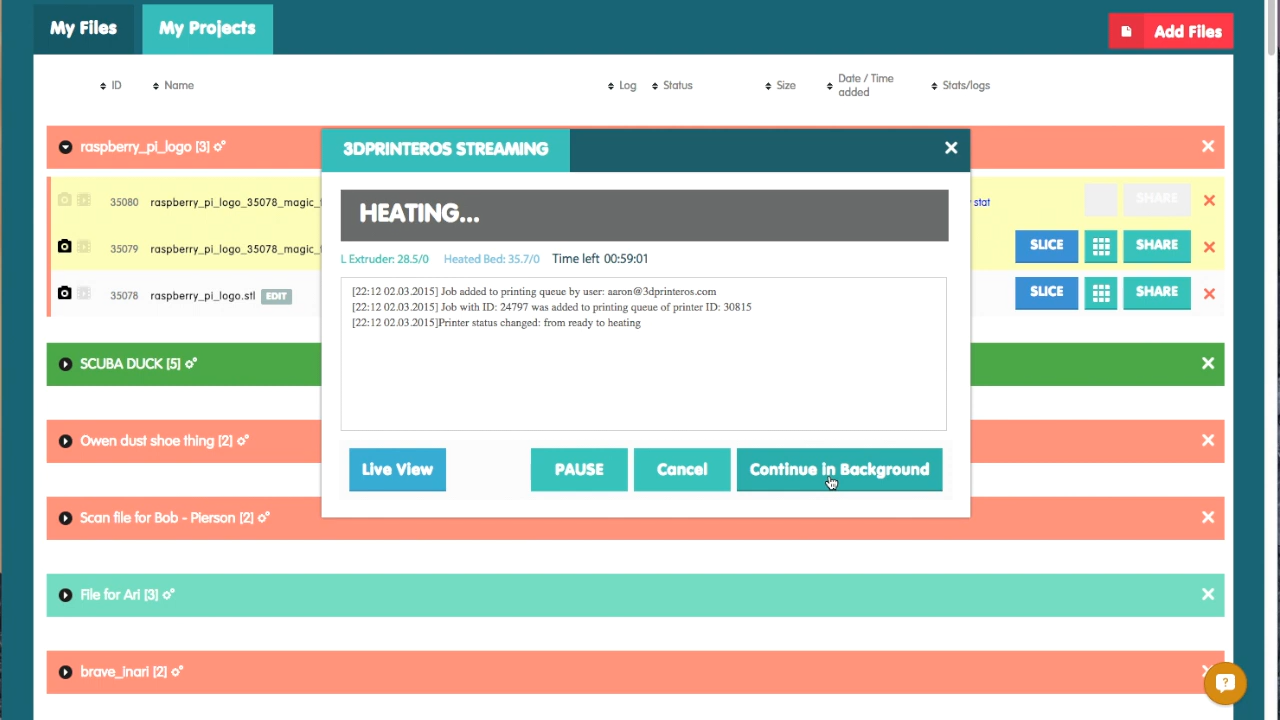 My Files
My Projects
Add Files
ID
Name
Log
Status
Size
Date / Time
added
Stats/logs
raspberry_pi_logo [3]
3DPRINTEROS STREAMING
HEATING...
35080 raspberry_pi_logo_35078_magic_
stat
SHARE
35079 raspberry_pi_logo_35078_magic_
SLICE
SHARE
35078 raspberry_pi_logo.stl EDIT
SLICE
SHARE
L Extruder: 28.5/0 Heated Bed: 35.7/0 Time left 00:59:01
[22:12 02.03.2015] Job added to printing queue by user: aaron@3dprinteros.com
[22:12 02.03.2015] Job with ID: 24797 was added to printing queue of printer ID: 30815
[22:12 02.03.2015]Printer status changed: from ready to heating
Live View
PAUSE
Cancel
Continue in Background
SCUBA DUCK [5]
Owen dust shoe thing [2]
Scan file for Bob - Pierson [2]
File for Ari [3]
brave_inari [2]